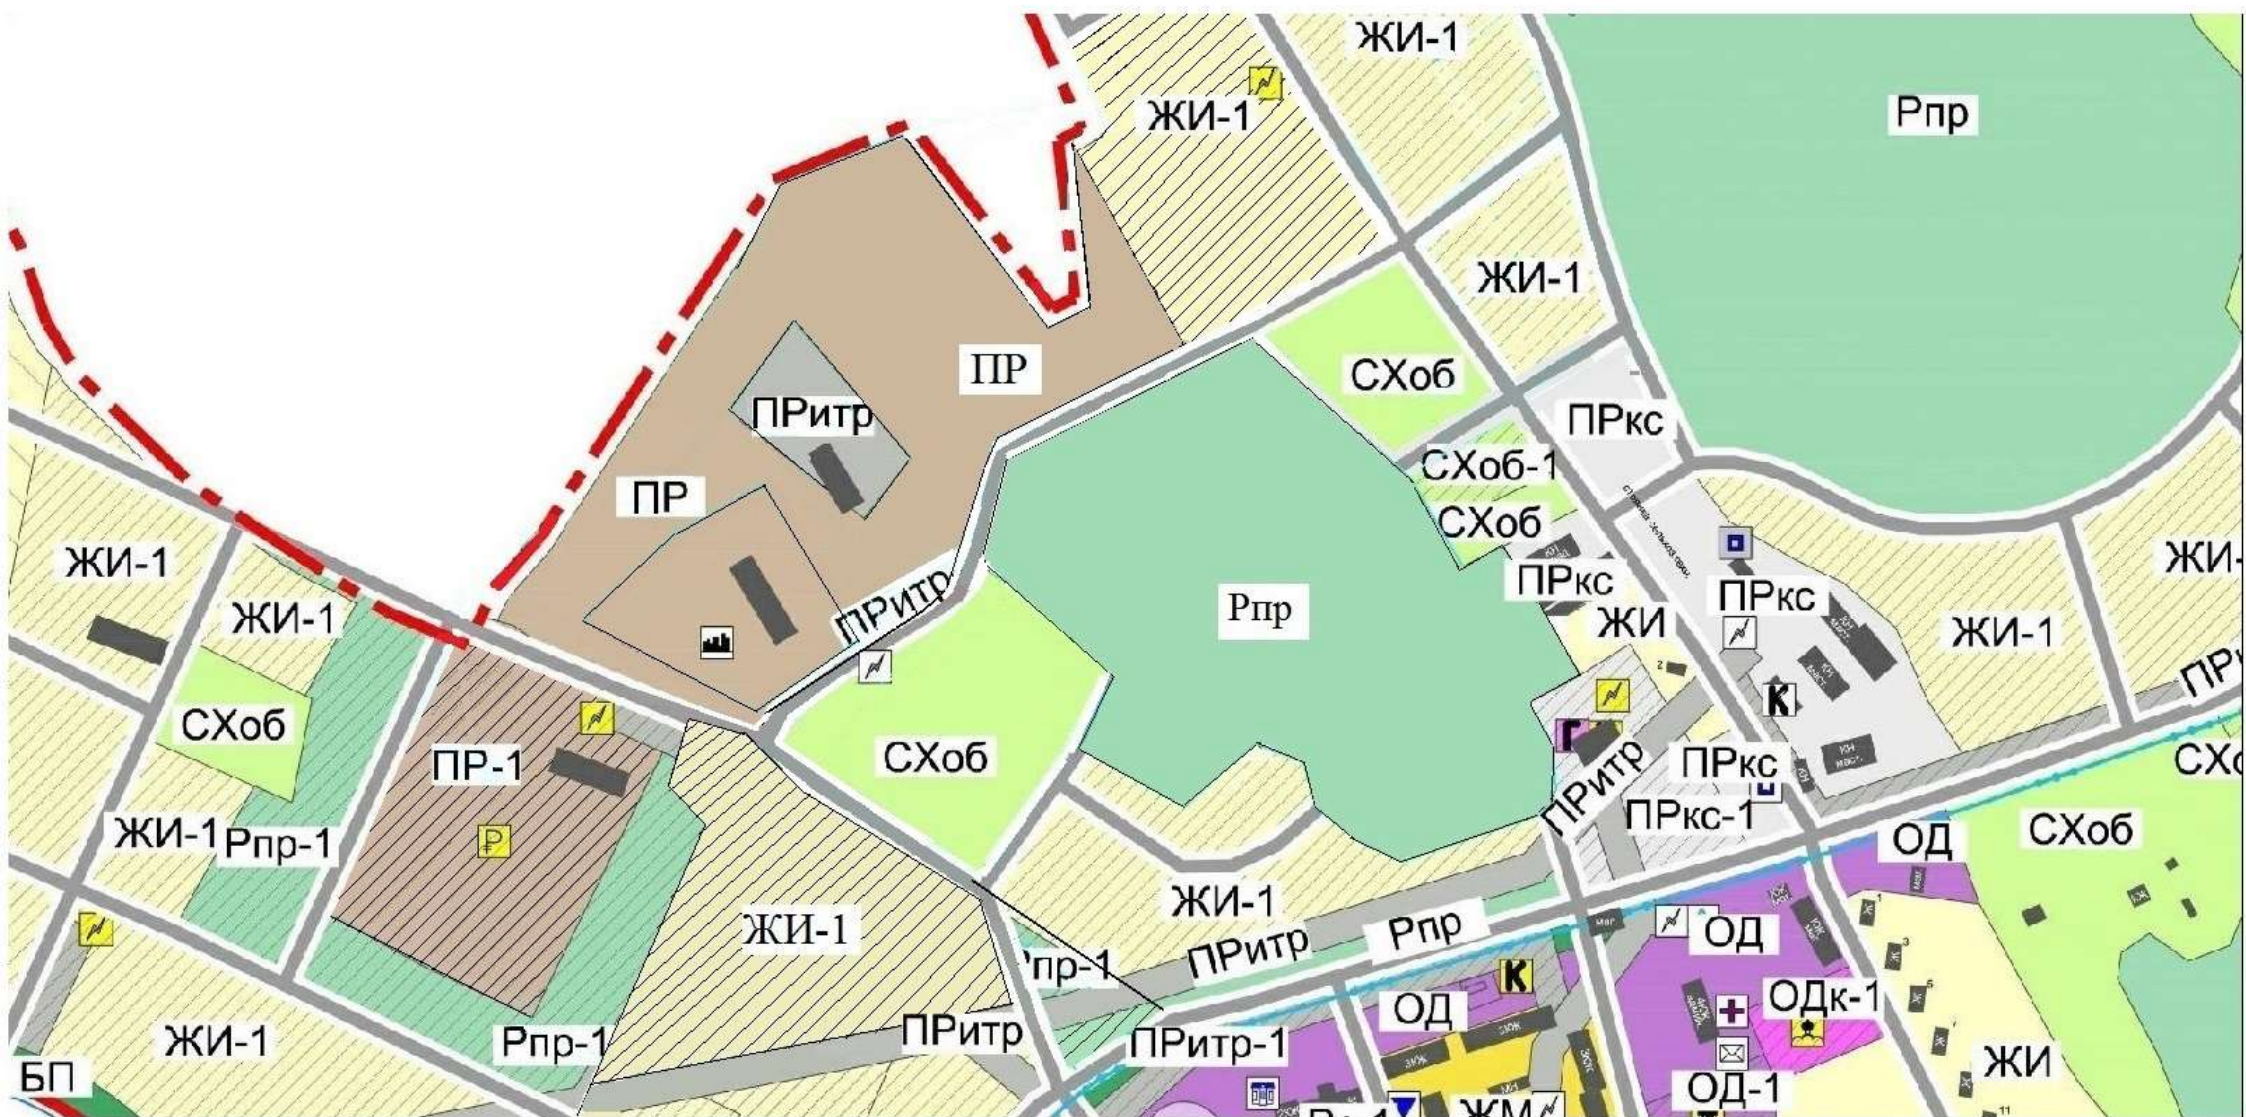 ЖИ-1
Рпр
ЖИ-1
ЖИ-1
СХоб
ПР
ПРитр
ПРкс
СХоб-1
ПР
СХоб
ЖИ-1
ЖИ-
ПРкс
ПРкс
ПРитр
Рпр
ЖИ-1
ЖИ
ЖИ-1
2
К
СХоб
Г
ПРкс
СХоб
ПР-1
ПРитр
ПРкс-1
ЖИ-1
Рпр-1
ОД
СХоб
ЖИ-1
ЖИ-1
Рпр
ОД
ПРитр
К
ОДк-1
ОД
ПРитр
ПРитр-1
ЖИ-1
Рпр-1
ЖИ
БП
ОД-1
ЖМ
11